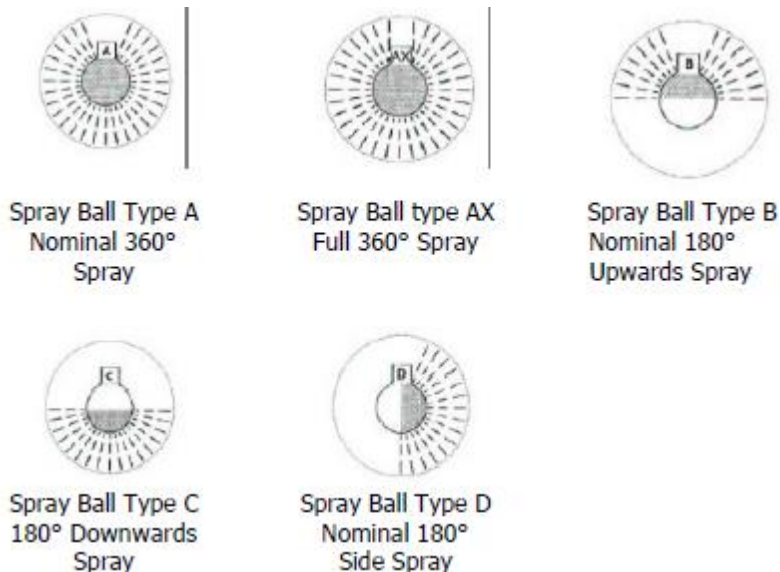 A
AX
B
Spray Ball Type A
Nominal 360°
Spray
Spray Ball type AX
Full 360° Spray
Spray Ball Type B
Nominal 180°
Upwards Spray
C
D
Spray Ball Type C
180° Downwards
Spray
Spray Ball Type D
Nominal 180°
Side Spray